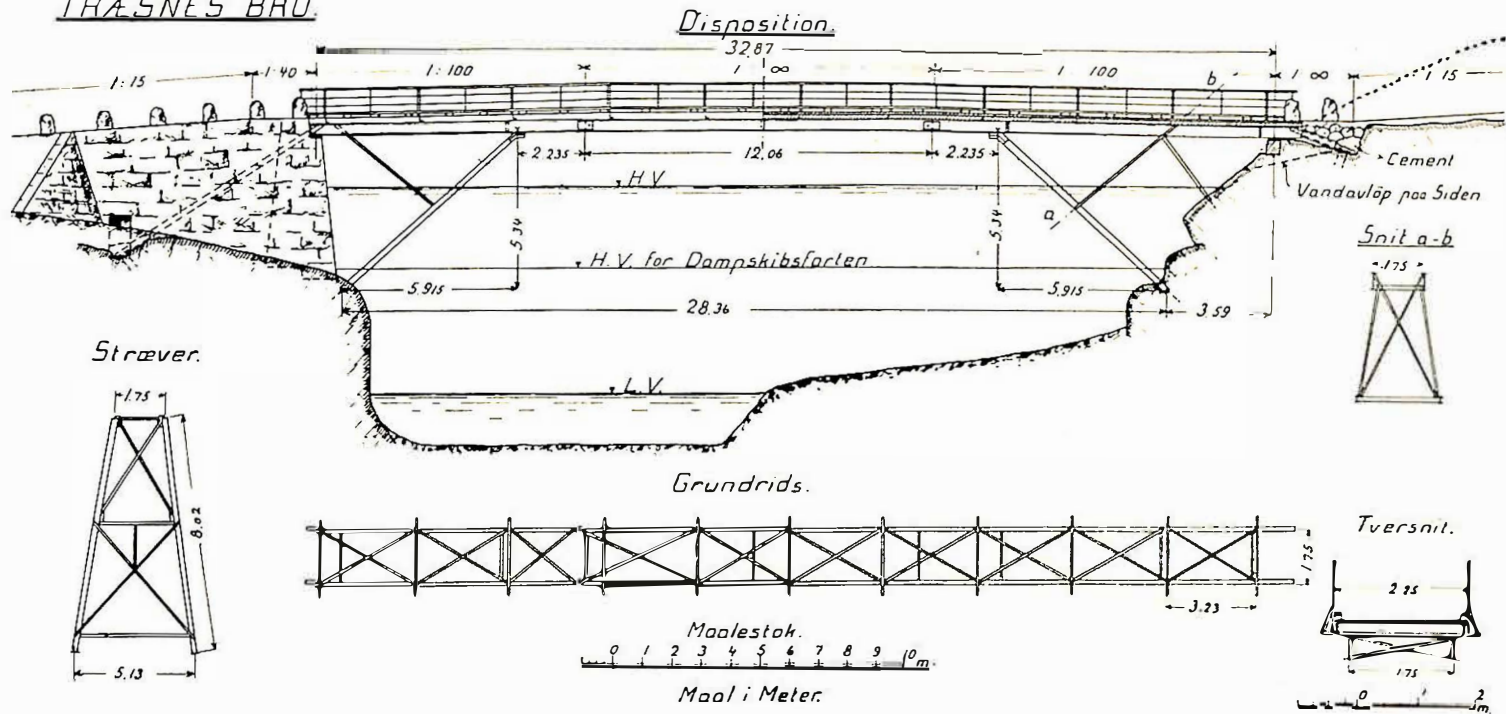 TRÆSNES BRU.
Disposition.
32.87
1:15
1:40
1:100
1 ∞
1 100
b
1 ∞
1 15
2.235
12.06
2.235
Cement
H.V.
Vandavlöp paa Siden
a
5.34
5.34
Snit a-b
1.75
H.V. for Dampskibsfarten
5.915
5.915
28.36
3.59
Stræver.
L.V.
1.75
8.02
5.13
Grundrids.
1.75
3.23
Tversnit.
2.25
1.75
Maalestok.
0 1 2 3 4 5 6 7 8 9 10 m
Maal i Meter.
0 1 2 m.